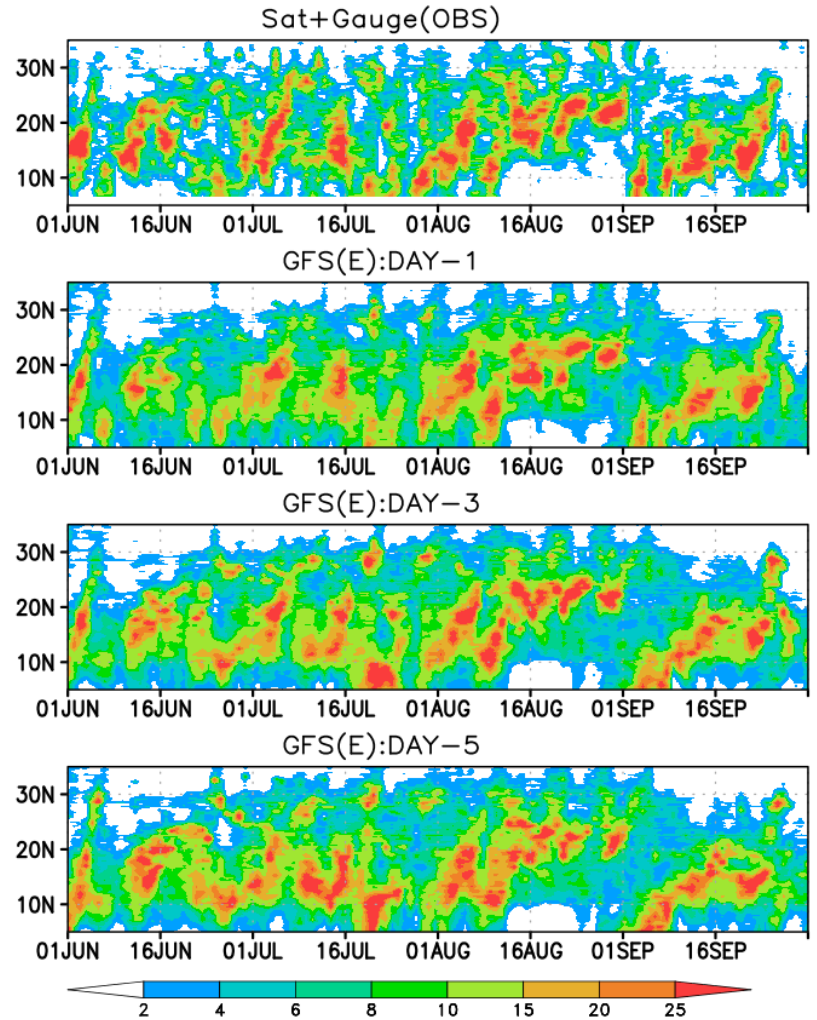 Sat+Gauge(OBS)
30N
20N
10N
01JUN 16JUN 01JUL 16JUL 01AUG 16AUG 01SEP 16SEP
GFS(E):DAY−1
30N
20N
10N
01JUN 16JUN 01JUL 16JUL 01AUG 16AUG 01SEP 16SEP
GFS(E):DAY−3
30N
20N
10N
01JUN 16JUN 01JUL 16JUL 01AUG 16AUG 01SEP 16SEP
GFS(E):DAY−5
30N
20N
10N
01JUN 16JUN 01JUL 16JUL 01AUG 16AUG 01SEP 16SEP
2 4 6 8 10 15 20 25